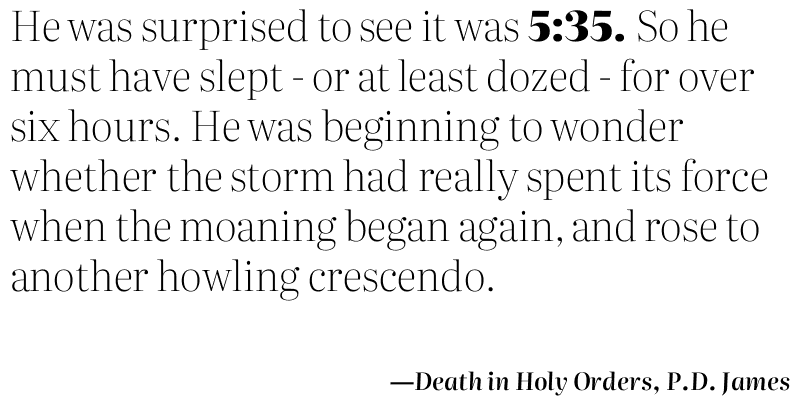 He was surprised to see it was 5:35. So he
must have slept - or at least dozed - for over
six hours. He was beginning to wonder
whether the storm had really spent its force
when the moaning began again, and rose to
another howling crescendo.
—Death in Holy Orders, P.D. James